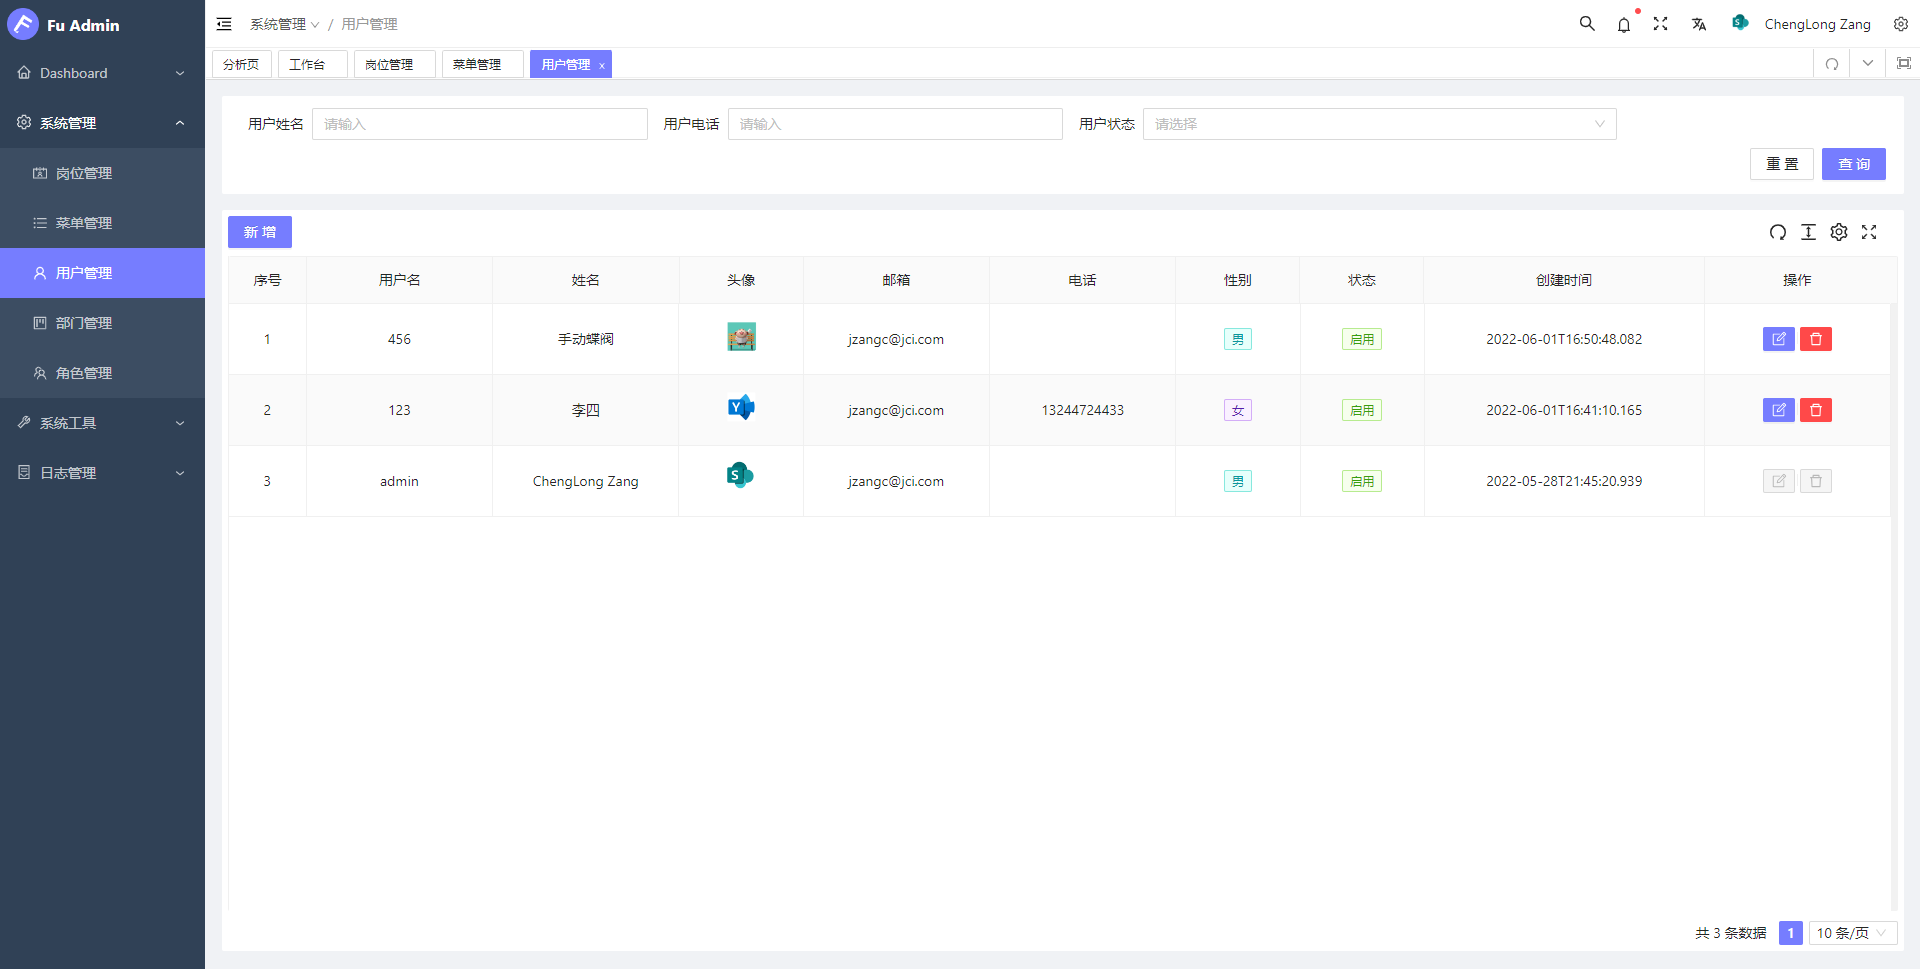 Fu Admin
系统管理 / 用户管理
ChengLong Zang
分析页 工作台 岗位管理 菜单管理 用户管理 x
Dashboard
系统管理
岗位管理
菜单管理
用户管理
部门管理
角色管理
系统工具
日志管理
用户姓名 请输入 用户电话 请输入 用户状态 请选择
重 置 查 询
新 增
序号 用户名 姓名 头像 邮箱 电话 性别 状态 创建时间 操作
1 456 手动蝶阀 jzangc@jci.com 男 启用 2022-06-01T16:50:48.082
2 123 李四 Y jzangc@jci.com 13244724433 女 启用 2022-06-01T16:41:10.165
3 admin ChengLong Zang S jzangc@jci.com 男 启用 2022-05-28T21:45:20.939
共 3 条数据 1 10 条/页